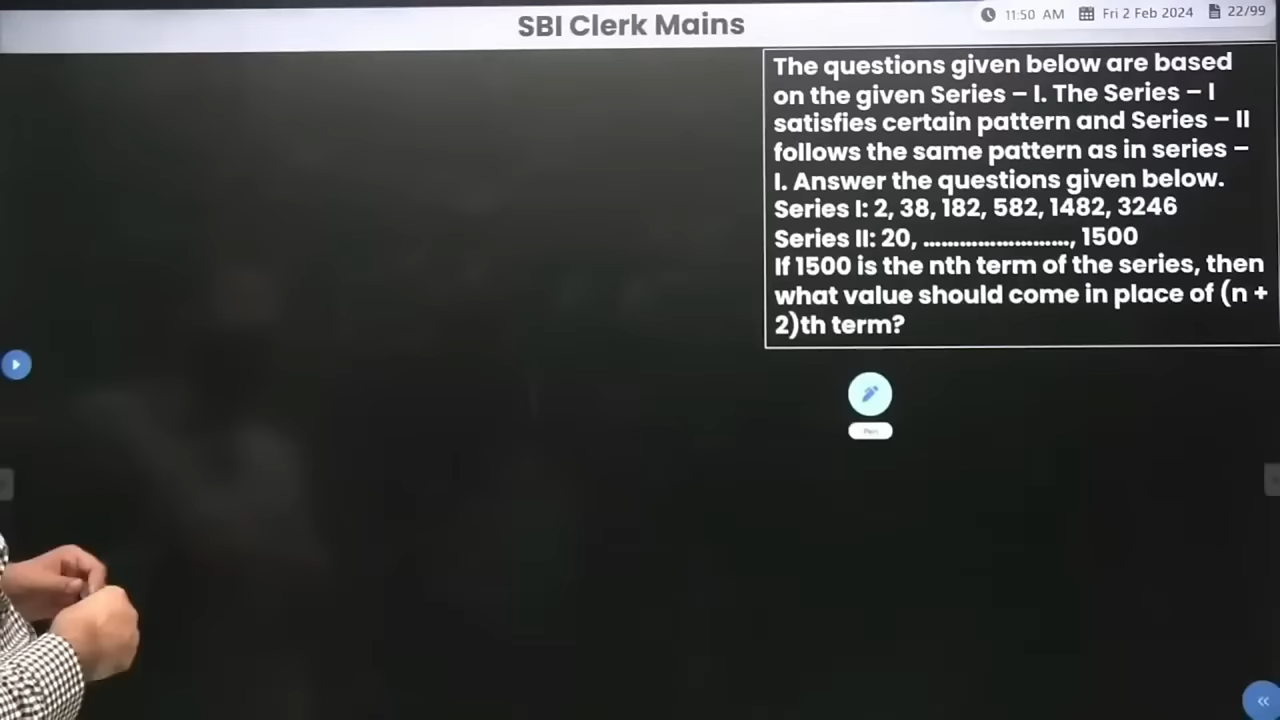 SBI Clerk Mains
11:50 AM Fri 2 Feb 2024 22/99
The questions given below are based
on the given Series – I. The Series – I
satisfies certain pattern and Series – II
follows the same pattern as in series –
I. Answer the questions given below.
Series I: 2, 38, 182, 582, 1482, 3246
Series II: 20, ........................, 1500
If 1500 is the nth term of the series, then
what value should come in place of (n +
2)th term?
Pen